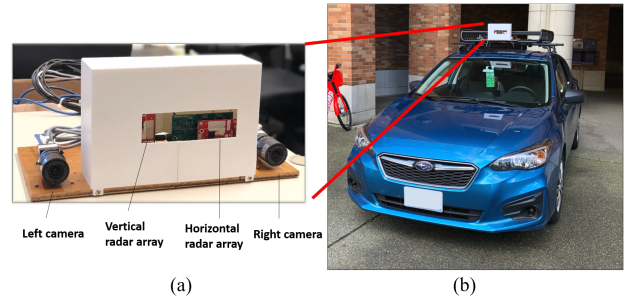 Left camera
Vertical
radar array
Horizontal
radar array
Right camera
(a)
(b)